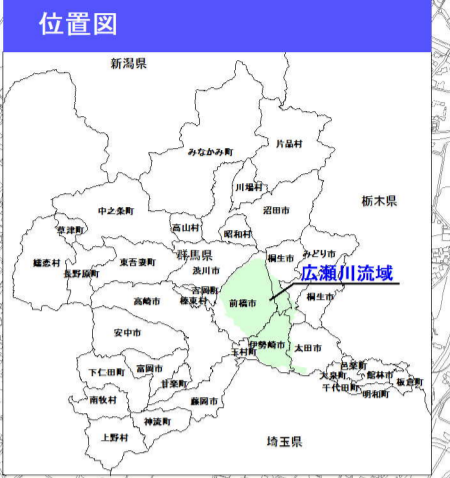 位置図
新潟県
片品村
みなかみ町
川場村
栃木県
沼田市
中之条町
高山村
昭和村
草津町
みどり市
桐生市
群馬県
嬬恋村
東吾妻町
渋川市
広瀬川流域
長野原町
吉岡町
桐生市
高崎市
榛東村
前橋市
安中市
伊勢崎市
太田市
玉村町
邑楽町
下仁田町
富岡市
大泉町
館林市
板倉町
甘楽町
千代田町
明和町
南牧村
藤岡市
神流町
上野村
埼玉県